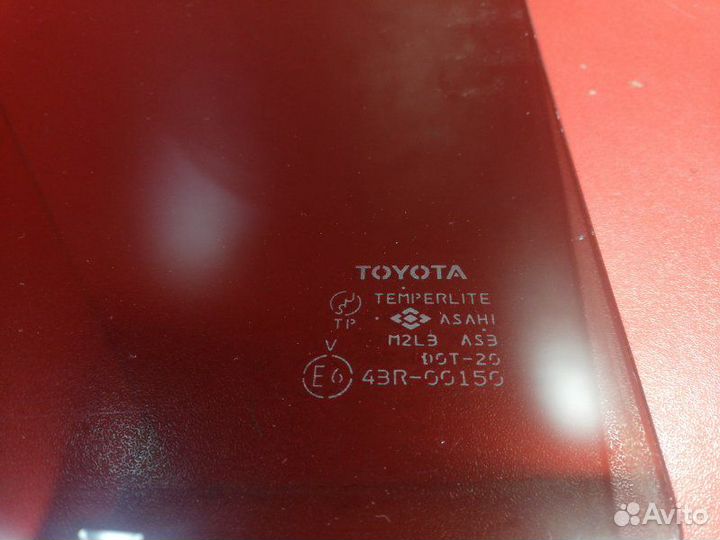 TOYOTA
TEMPERLITE
TP ASAHI
M2L3 AS3
V DOT-20
E6 43R-00150
Avito